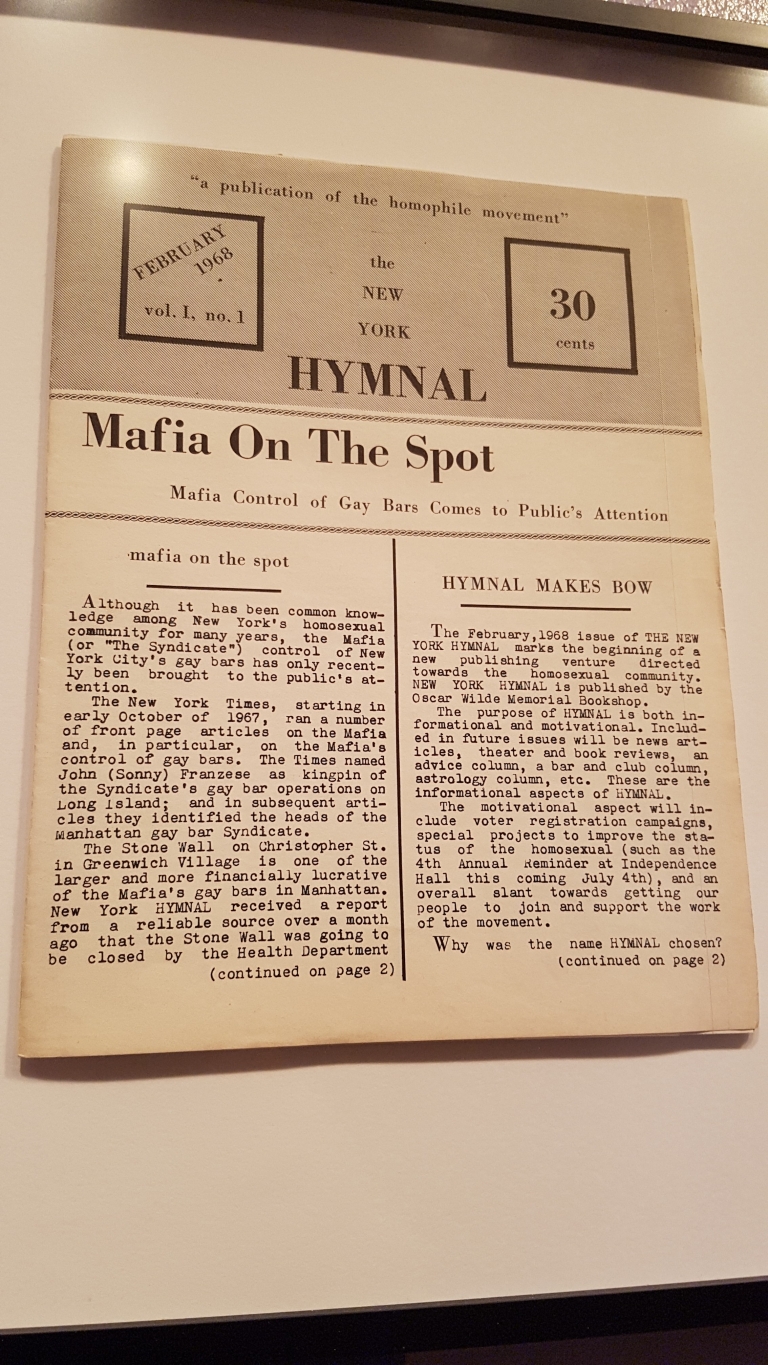 "a publication of the homophile movement"
FEBRUARY
1968
vol. I, no. 1
the
NEW
YORK
HYMNAL
30
cents
Mafia On The Spot
Mafia Control of Gay Bars Comes to Public's Attention
mafia on the spot
Although it has been common know-
ledge among New York's homosexual
community for many years, the Mafia
(or "The Syndicate") control of New
York City's gay bars has only recent-
ly been brought to the public's at-
tention.
The New York Times, starting in
early October of 1967, ran a number
of front page articles on the Mafia
and, in particular, on the Mafia's
control of gay bars. The Times named
John (Sonny) Franzese as kingpin of
the Syndicate's gay bar operations on
Long Island; and in subsequent arti-
cles they identified the heads of the
Manhattan gay bar Syndicate.
The Stone Wall on Christopher St.
in Greenwich Village is one of the
larger and more financially lucrative
of the Mafia's gay bars in Manhattan.
New York HYMNAL received a report
from a reliable source over a month
ago that the Stone Wall was going to
be closed by the Health Department
(continued on page 2)
HYMNAL MAKES BOW
The February,1968 issue of THE NEW
YORK HYMNAL marks the beginning of a
new publishing venture directed
towards the homosexual community.
NEW YORK HYMNAL is published by the
Oscar Wilde Memorial Bookshop.
The purpose of HYMNAL is both in-
formational and motivational. Includ-
ed in future issues will be news art-
icles, theater and book reviews, an
advice column, a bar and club column,
astrology column, etc. These are the
informational aspects of HYMNAL.
The motivational aspect will in-
clude voter registration campaigns,
special projects to improve the sta-
tus of the homosexual (such as the
4th Annual Reminder at Independence
Hall this coming July 4th), and an
overall slant towards getting our
people to join and support the work
of the movement.
Why was the name HYMNAL chosen?
(continued on page 2)